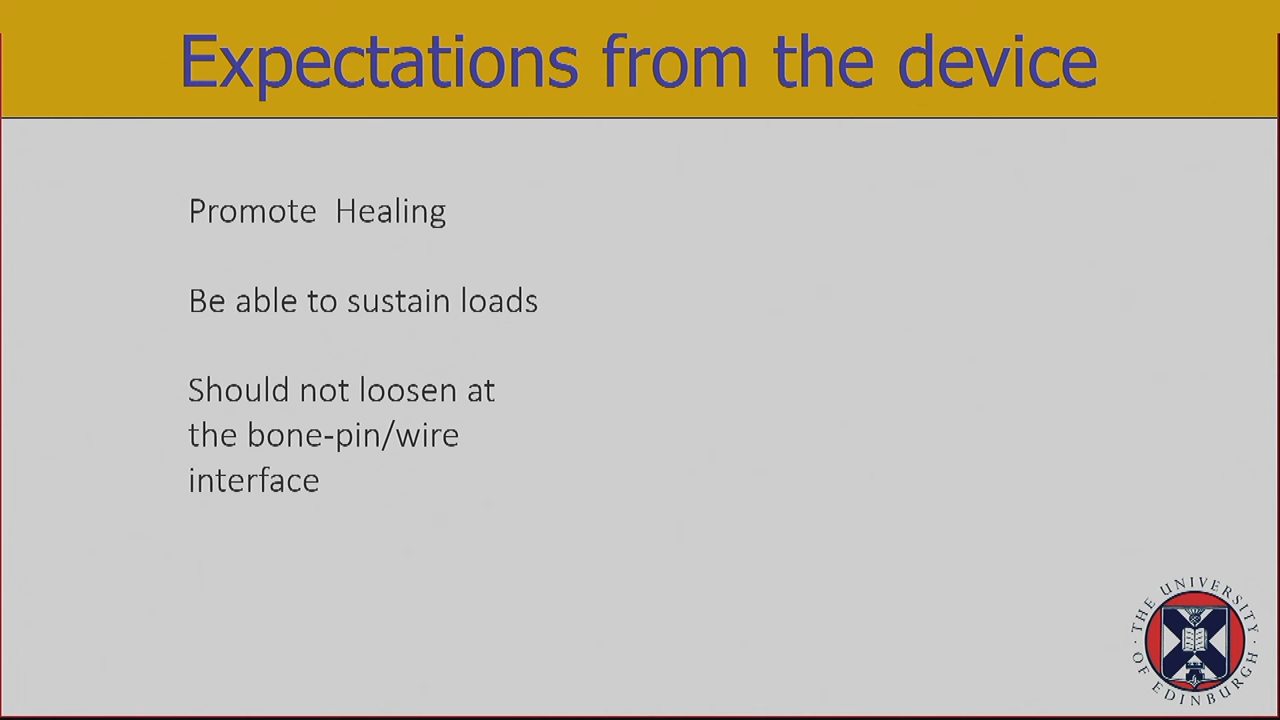 Expectations from the device
Promote Healing
Be able to sustain loads
Should not loosen at
the bone-pin/wire
interface
THE UNIVERSITY
OF EDINBURGH